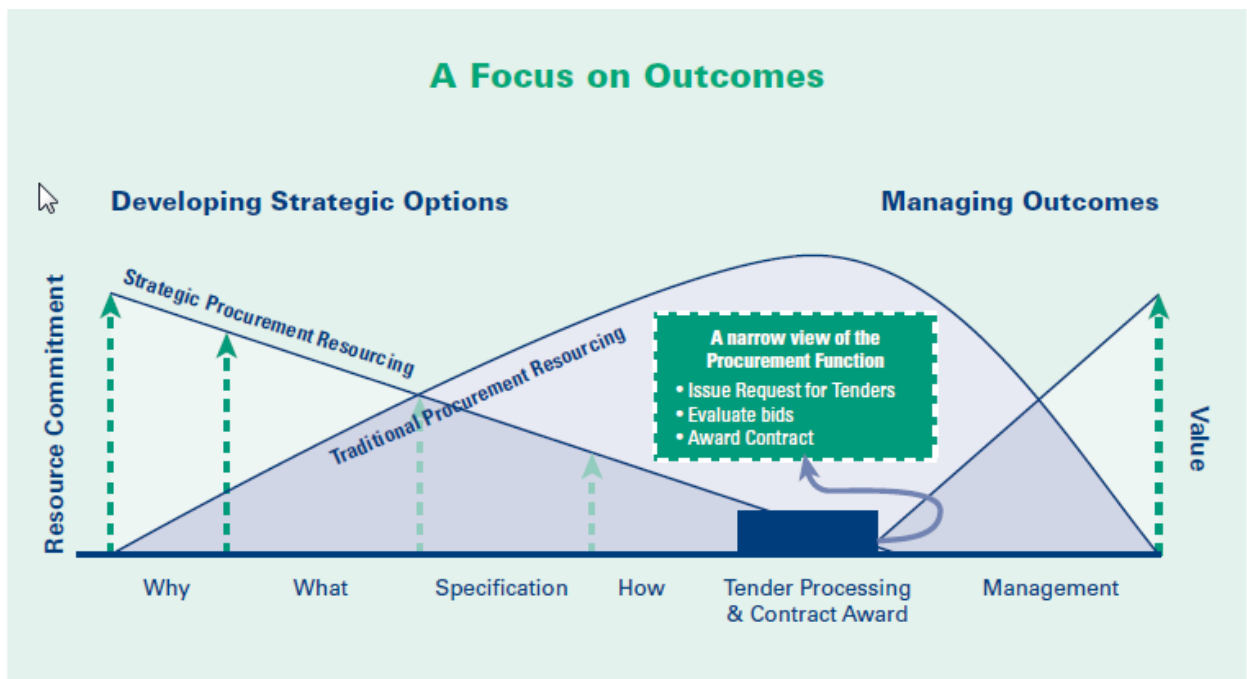 A Focus on Outcomes
Developing Strategic Options
Managing Outcomes
Resource Commitment
Strategic Procurement Resourcing
Traditional Procurement Resourcing
A narrow view of the
Procurement Function
• Issue Request for Tenders
• Evaluate bids
• Award Contract
Value
Why
What
Specification
How
Tender Processing
& Contract Award
Management